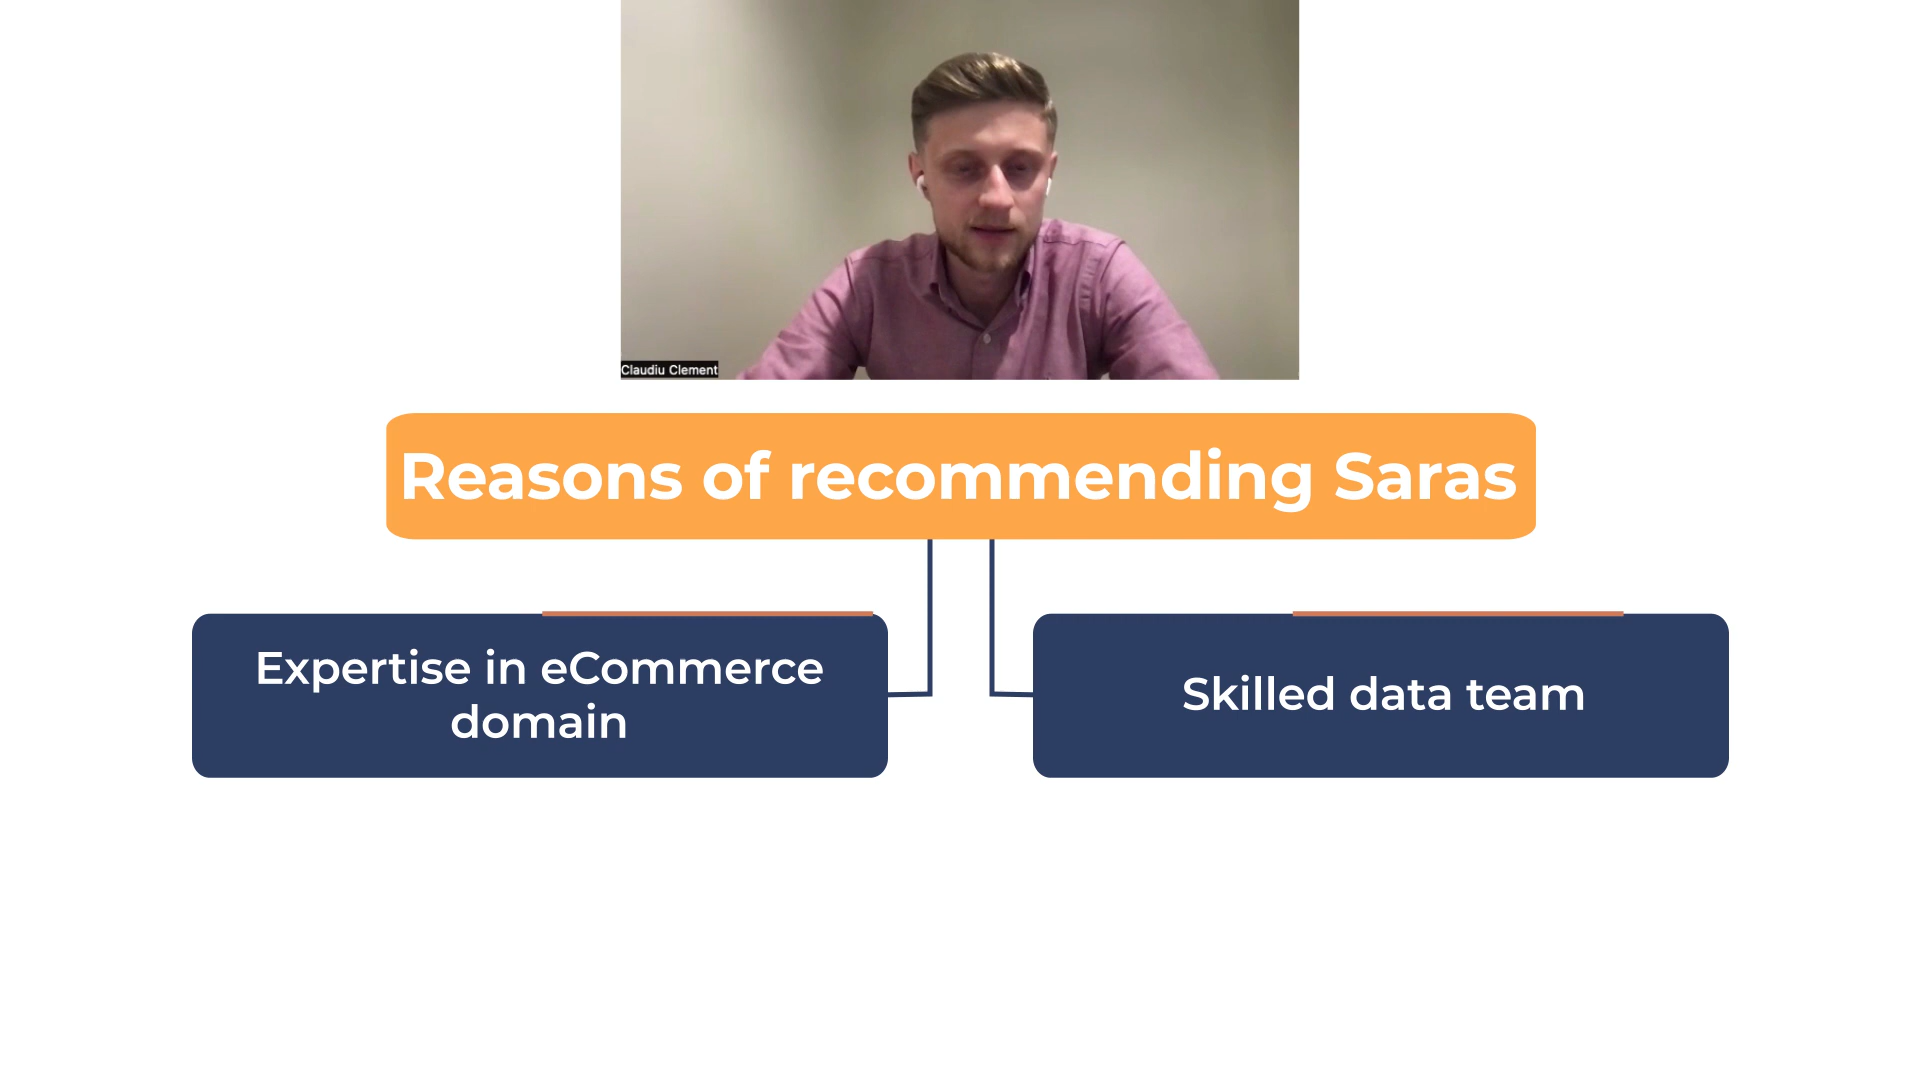 Claudiu Clement
Reasons of recommending Saras
Expertise in eCommerce
domain
Skilled data team